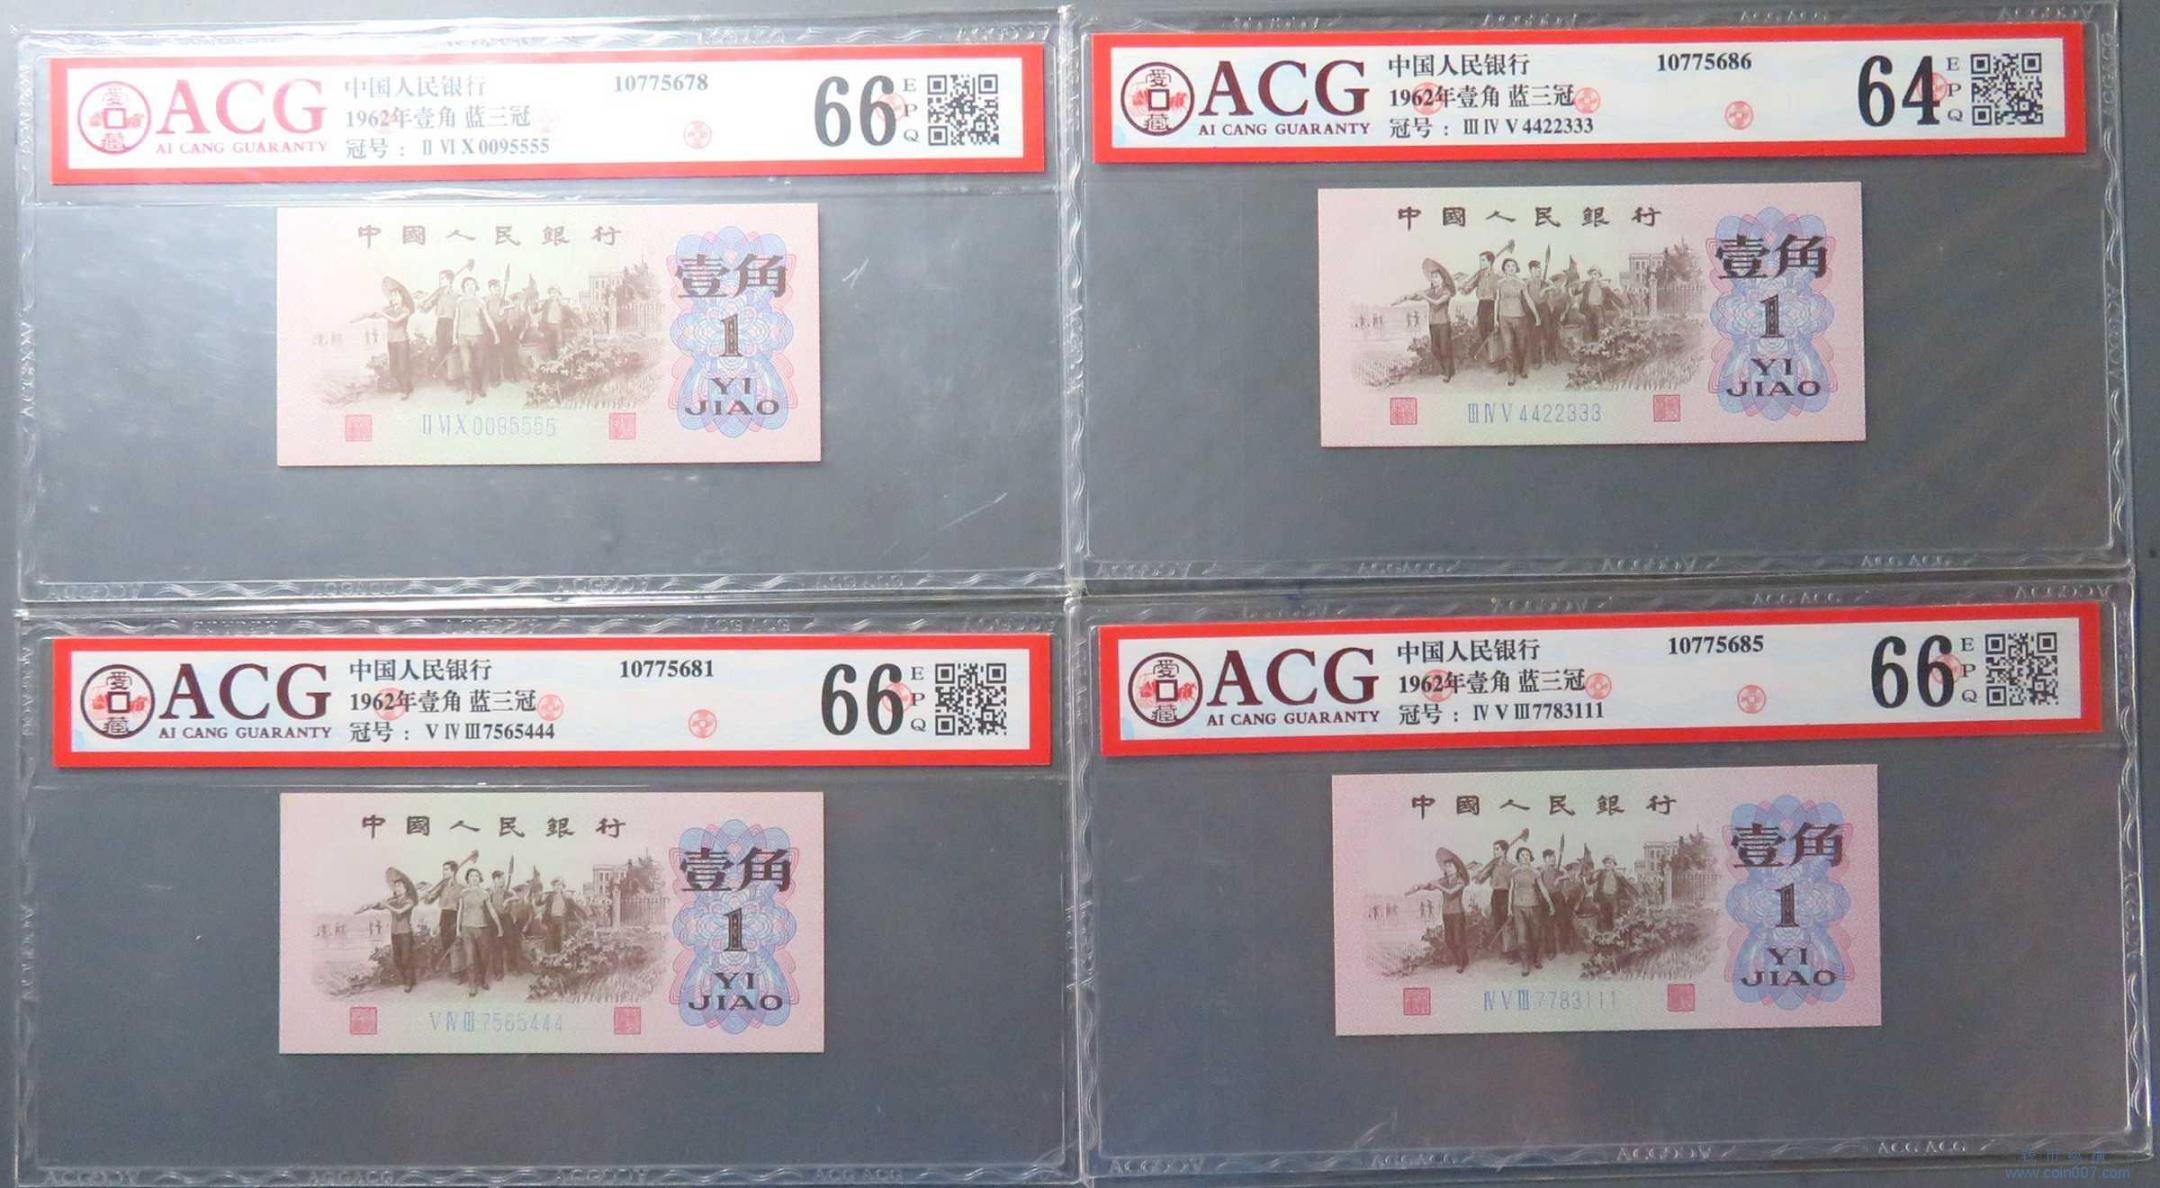 ACG
AI CANG GUARANTY
中国人民银行 10775678
1962年壹角 蓝三冠
冠号：ⅡⅥⅩ0095555
66
EPQ
中國人民銀行
壹角
1
YI
JIAO
ⅡⅥⅩ0095555
ACG
AI CANG GUARANTY
中国人民银行 10775686
1962年壹角 蓝三冠
冠号：ⅢⅣⅤ4422333
64
EPQ
中國人民銀行
壹角
1
YI
JIAO
ⅢⅣⅤ4422333
ACG
AI CANG GUARANTY
中国人民银行 10775681
1962年壹角 蓝三冠
冠号：ⅤⅣⅢ7565444
66
EPQ
中國人民銀行
壹角
1
YI
JIAO
ⅤⅣⅢ7565444
ACG
AI CANG GUARANTY
中国人民银行 10775685
1962年壹角 蓝三冠
冠号：ⅣⅤⅢ7783111
66
EPQ
中國人民銀行
壹角
1
YI
JIAO
ⅣⅤⅢ7783111
www.coin007.com